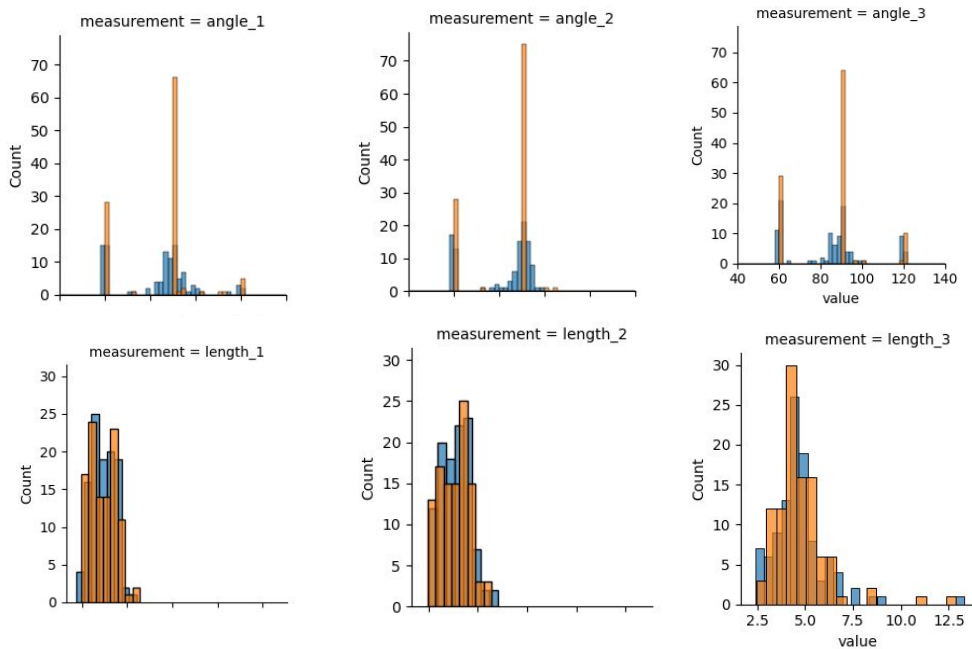 measurement = angle_1
measurement = angle_2
measurement = angle_3
Count
70
60
50
40
30
20
10
0
Count
70
60
50
40
30
20
10
0
Count
70
60
50
40
30
20
10
0
40 60 80 100 120 140
value
measurement = length_1
measurement = length_2
measurement = length_3
Count
30
25
20
15
10
5
0
Count
30
25
20
15
10
5
0
Count
30
25
20
15
10
5
0
2.5 5.0 7.5 10.0 12.5
value